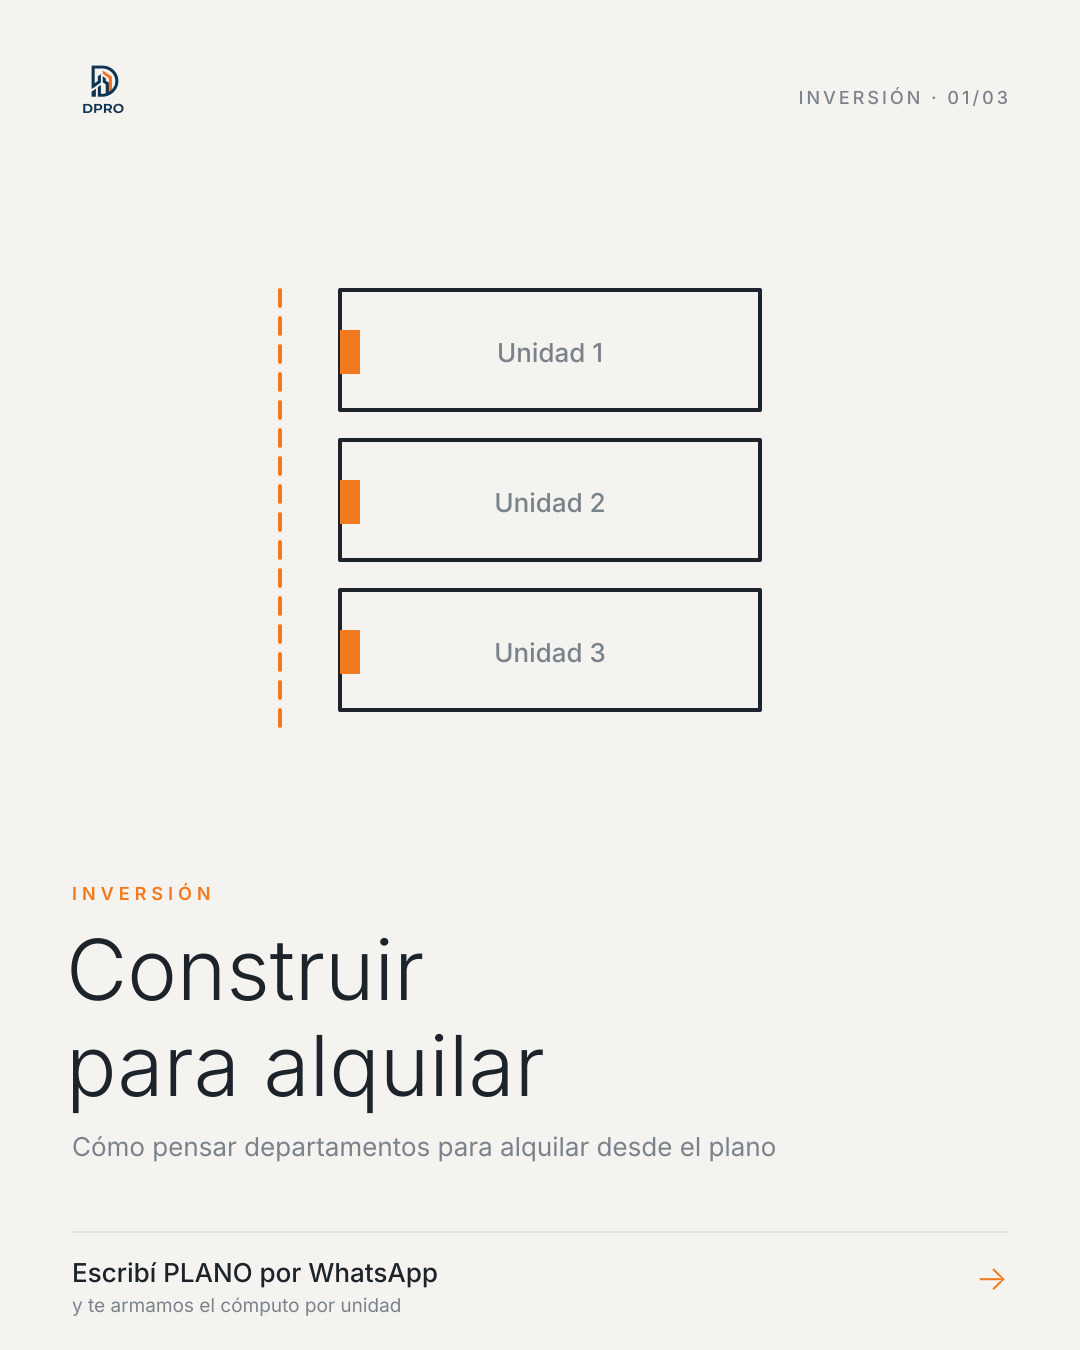 DPRO
INVERSIÓN · 01/03
Unidad 1
Unidad 2
Unidad 3
INVERSIÓN
Construir
para alquilar
Cómo pensar departamentos para alquilar desde el plano
Escribí PLANO por WhatsApp
y te armamos el cómputo por unidad